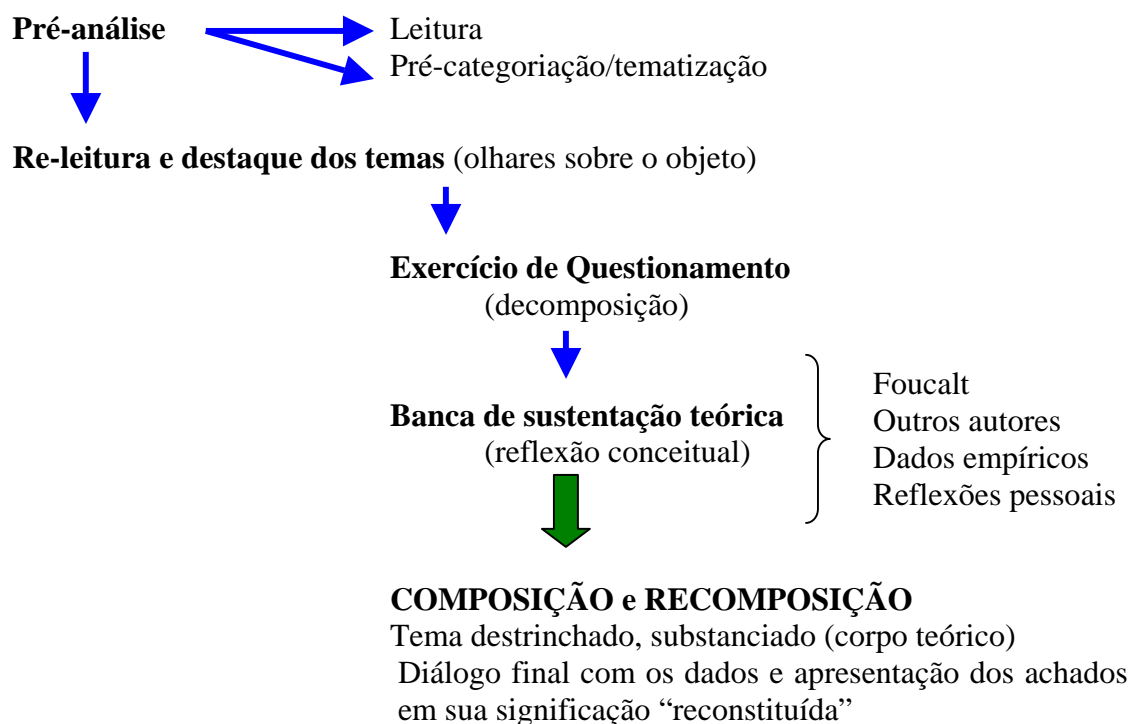 Pré-análise
Leitura
Pré-categoriação/tematização
Re-leitura e destaque dos temas (olhares sobre o objeto)
Exercício de Questionamento
(decomposição)
Banca de sustentação teórica
(reflexão conceitual)
Foucalt
Outros autores
Dados empíricos
Reflexões pessoais
COMPOSIÇÃO e RECOMPOSIÇÃO
Tema destrinchado, substanciado (corpo teórico)
Diálogo final com os dados e apresentação dos achados
em sua significação “reconstituída”